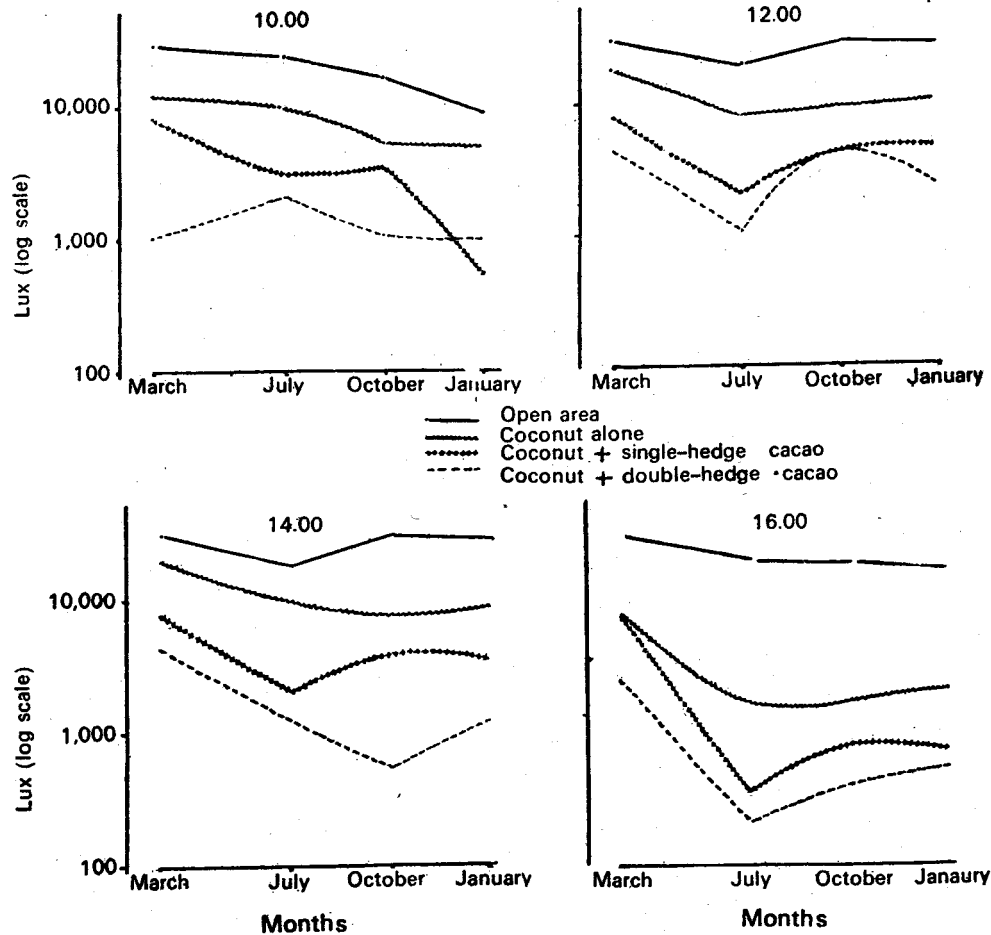 10.00
12.00
Lux (log scale)
10,000
1,000
100
March July October January
March July October January
Open area
Coconut alone
Coconut + single-hedge cacao
Coconut + double-hedge cacao
14.00
16.00
Lux (log scale)
10,000
1,000
100
March July October January
March July October Janaury
Months
Months